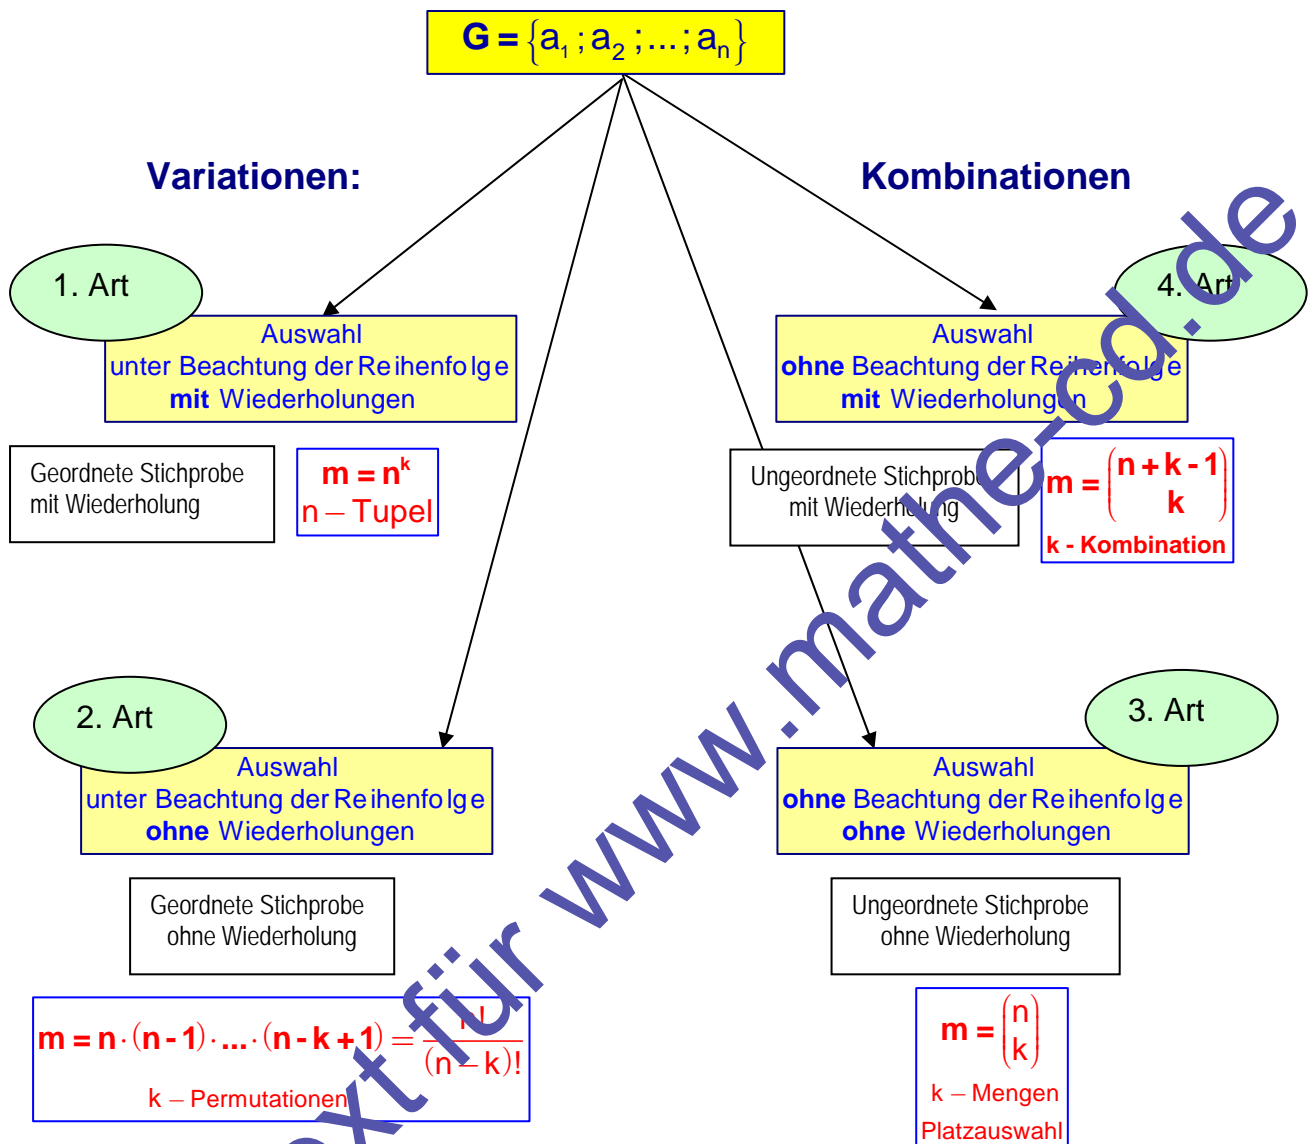 G = {a₁ ; a₂ ; ... ; aₙ}
Variationen:
Kombinationen
1. Art
Auswahl
unter Beachtung der Reihenfolge
mit Wiederholungen
Geordnete Stichprobe
mit Wiederholung
m = nᵏ
n – Tupel
4. Art
Auswahl
ohne Beachtung der Reihenfolge
mit Wiederholungen
Ungeordnete Stichprobe
mit Wiederholung
m = (n + k - 1
k)
k - Kombination
2. Art
Auswahl
unter Beachtung der Reihenfolge
ohne Wiederholungen
Geordnete Stichprobe
ohne Wiederholung
m = n · (n - 1) · ... · (n - k + 1) = n! / (n – k)!
k – Permutationen
3. Art
Auswahl
ohne Beachtung der Reihenfolge
ohne Wiederholungen
Ungeordnete Stichprobe
ohne Wiederholung
m = (n
k)
k – Mengen
Platzauswahl
für www.mathe-cd.de